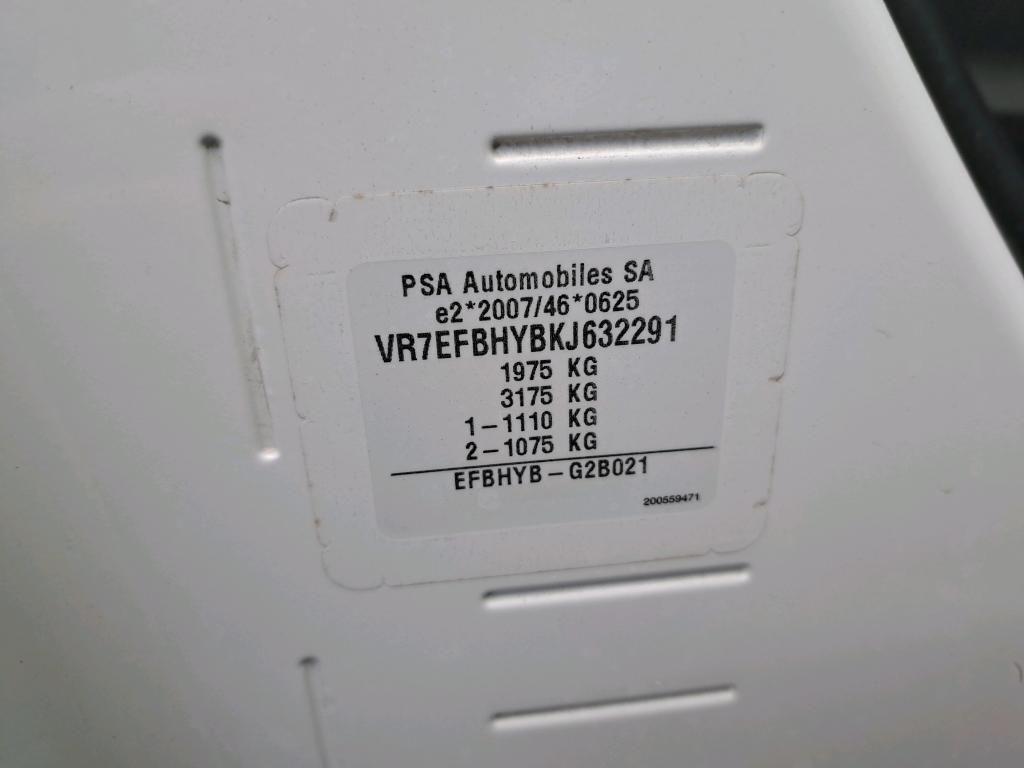 PSA Automobiles SA
e2*2007/46*0625
VR7EFBHYBKJ632291
1975 KG
3175 KG
1-1110 KG
2-1075 KG
EFBHYB-G2B021
200559471